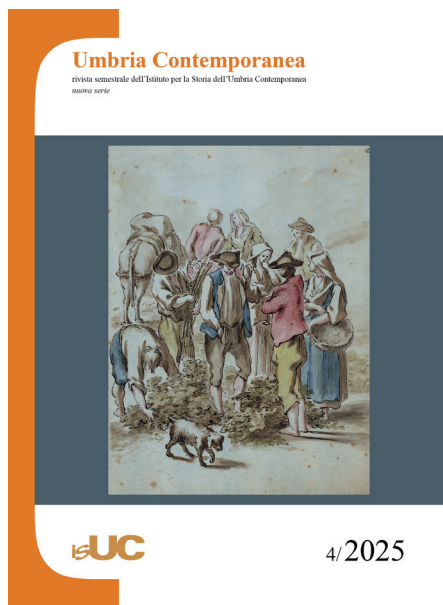 Umbria Contemporanea
rivista semestrale dell'Istituto per la Storia dell'Umbria Contemporanea
nuova serie
isUC
4/2025